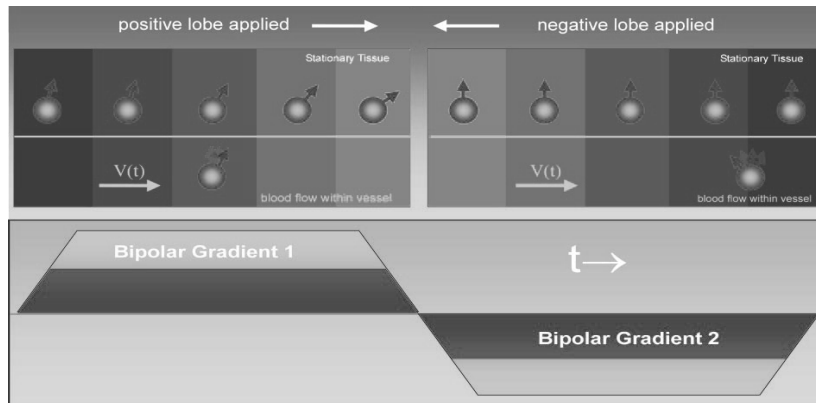 positive lobe applied
negative lobe applied
Stationary Tissue
Stationary Tissue
V(t)
V(t)
blood flow within vessel
blood flow within vessel
Bipolar Gradient 1
t
Bipolar Gradient 2